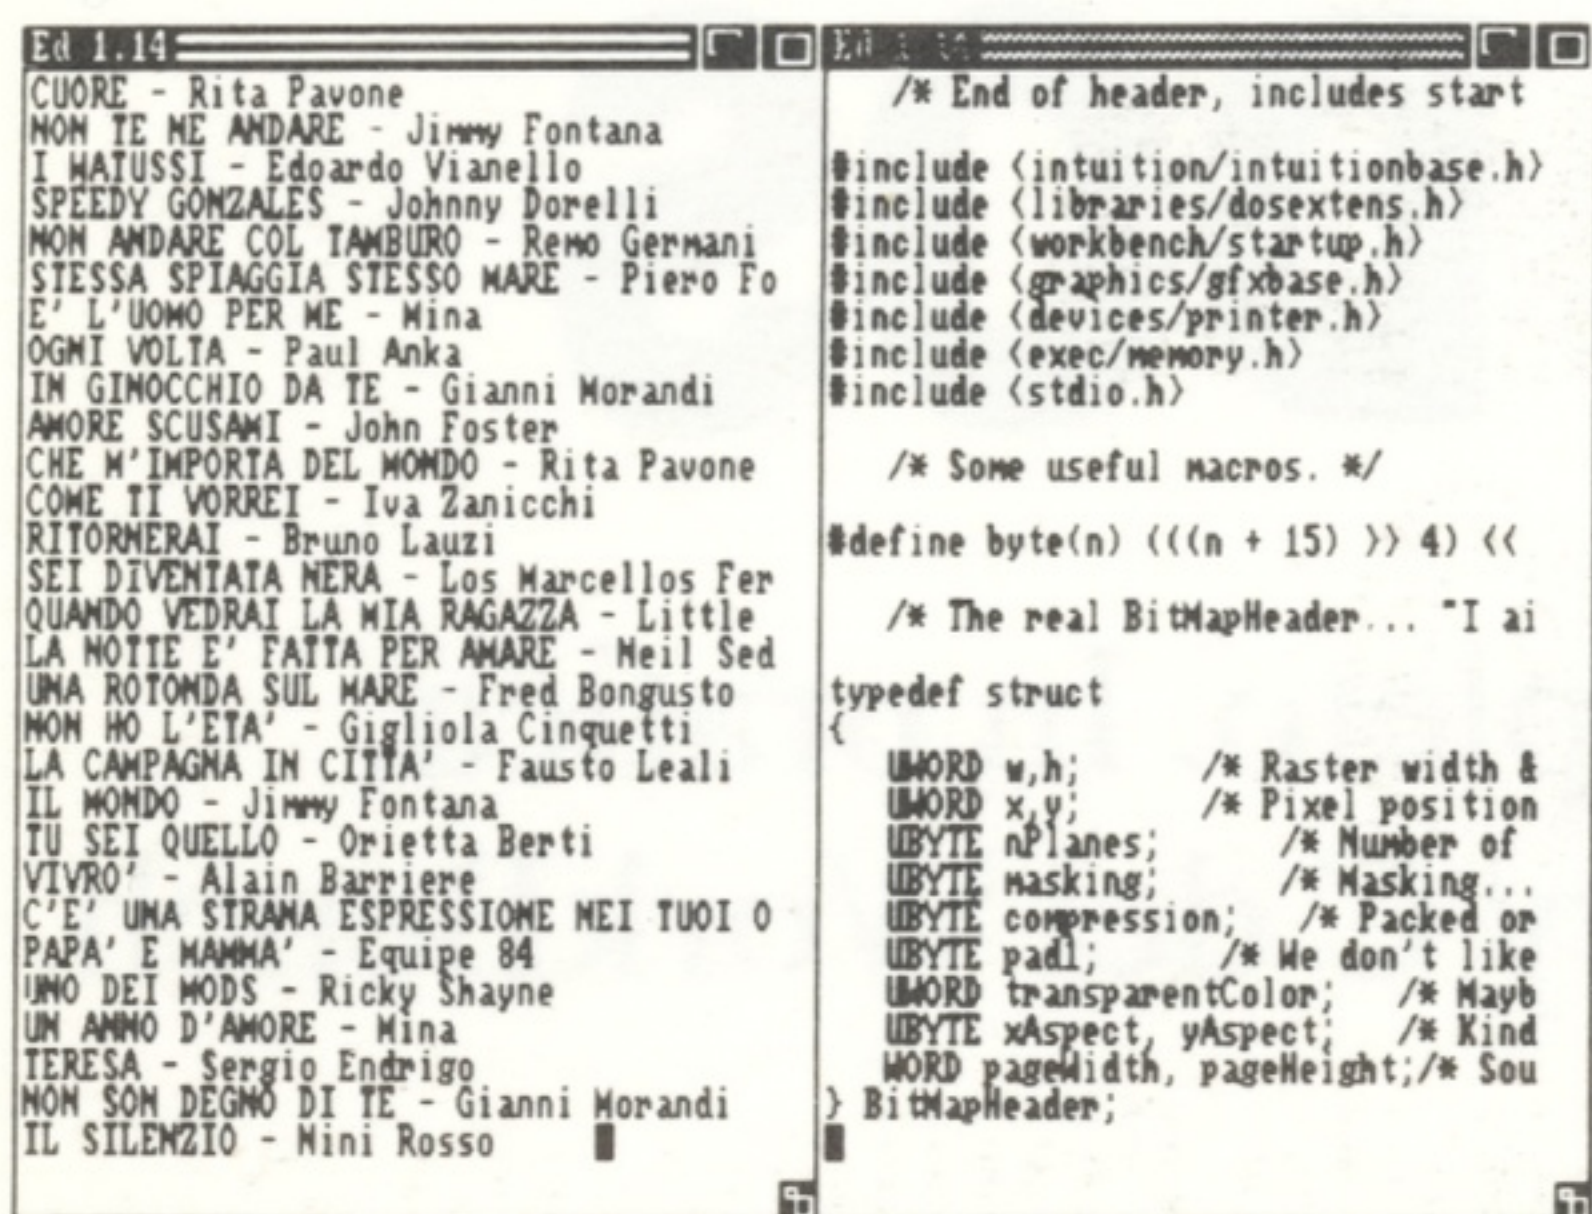 Ed 1.14
CUORE - Rita Pavone
NON TE NE ANDARE - Jimmy Fontana
I WATUSSI - Edoardo Vianello
SPEEDY GONZALES - Johnny Dorelli
NON ANDARE COL TAMBURO - Remo Germani
STESSA SPIAGGIA STESSO MARE - Piero Fo
E' L'UOMO PER ME - Mina
OGNI VOLTA - Paul Anka
IN GINOCCHIO DA TE - Gianni Morandi
AMORE SCUSAMI - John Foster
CHE M'IMPORTA DEL MONDO - Rita Pavone
COME TI VORREI - Iva Zanicchi
RITORNERAI - Bruno Lauzi
SEI DIVENTATA NERA - Los Marcellos Fer
QUANDO VEDRAI LA MIA RAGAZZA - Little
LA NOTTE E' FATTA PER AMARE - Neil Sed
UNA ROTONDA SUL MARE - Fred Bongusto
NON HO L'ETA' - Gigliola Cinquetti
LA CAMPAGNA IN CITTA' - Fausto Leali
IL MONDO - Jimmy Fontana
TU SEI QUELLO - Orietta Berti
VIVRO' - Alain Barriere
C'E' UNA STRANA ESPRESSIONE NEI TUOI O
PAPA' E MAMMA' - Equipe 84
UNO DEI MODS - Ricky Shayne
UN ANNO D'AMORE - Mina
TERESA - Sergio Endrigo
NON SON DEGNO DI TE - Gianni Morandi
IL SILENZIO - Nini Rosso
Ed 1.14
/* End of header, includes start
#include <intuition/intuitionbase.h>
#include <libraries/dosextens.h>
#include <workbench/startup.h>
#include <graphics/gfxbase.h>
#include <devices/printer.h>
#include <exec/memory.h>
#include <stdio.h>
/* Some useful macros. */
#define byte(n) (((n + 15) >> 4) <<
/* The real BitMapHeader... "I ai
typedef struct
{
UWORD w,h; /* Raster width &
UWORD x,y; /* Pixel position
UBYTE nPlanes; /* Number of
UBYTE masking; /* Masking...
UBYTE compression; /* Packed or
UBYTE pad1; /* We don't like
UWORD transparentColor; /* Mayb
UBYTE xAspect, yAspect; /* Kind
WORD pageWidth, pageHeight;/* Sou
} BitMapHeader;